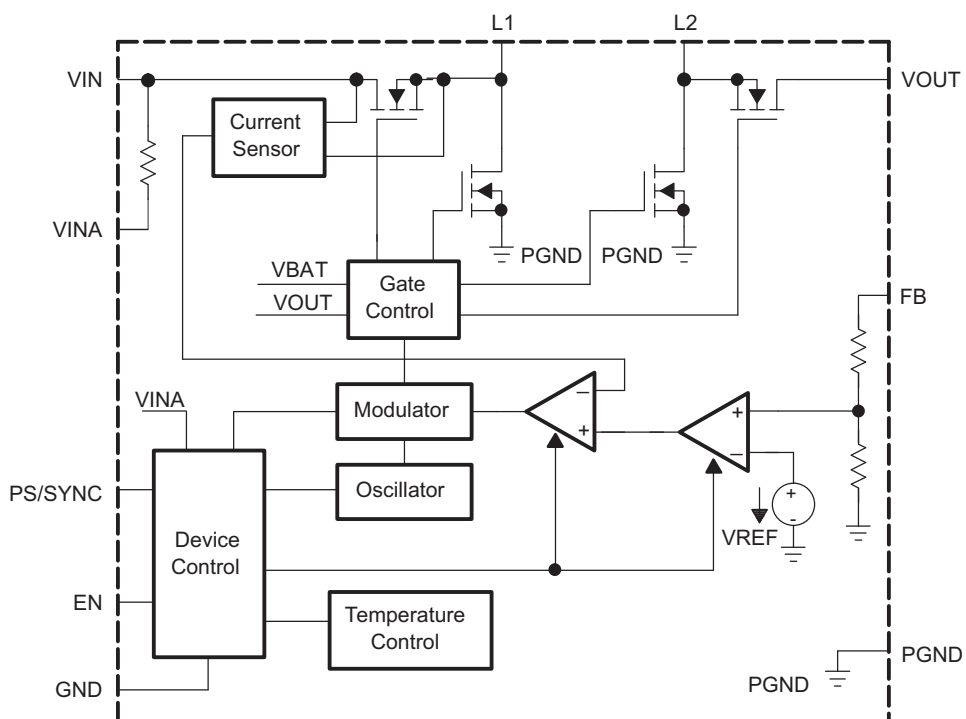 L1
L2
VIN
VOUT
Current
Sensor
VINA
PGND
PGND
VBAT
VOUT
Gate
Control
FB
VINA
Modulator
−
+
+
−
PS/SYNC
Oscillator
+
-
VREF
Device
Control
EN
Temperature
Control
GND
PGND
PGND